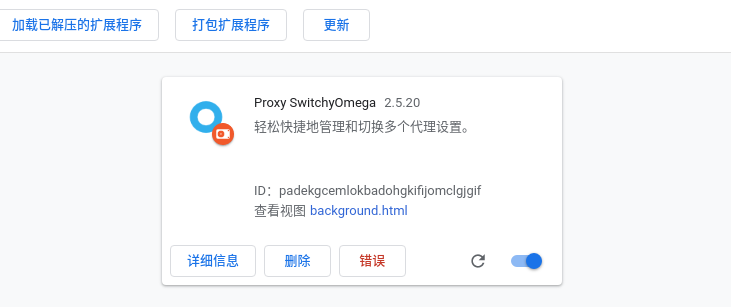 加载已解压的扩展程序 打包扩展程序 更新
Proxy SwitchyOmega 2.5.20
轻松快捷地管理和切换多个代理设置。
ID：padekgcemlokbadohgkifijomclgjgif
查看视图 background.html
详细信息 删除 错误